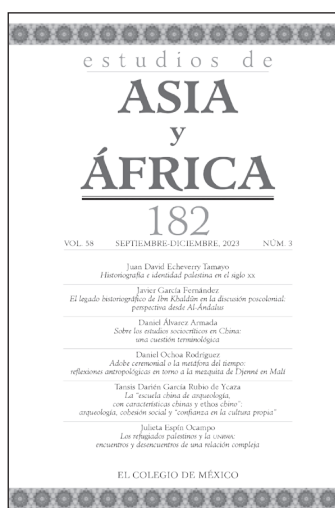 estudios de
ASIA
y
ÁFRICA
182
VOL. 58 SEPTIEMBRE-DICIEMBRE, 2023 NÚM. 3
Juan David Echeverry Tamayo
Historiografía e identidad palestina en el siglo XX
Javier García Fernández
El legado historiográfico de Ibn Khaldūn en la discusión poscolonial:
perspectiva desde Al-Ándalus
Daniel Álvarez Armada
Sobre los estudios sociocríticos en China:
una cuestión terminológica
Daniel Ochoa Rodríguez
Adobe ceremonial o la metáfora del tiempo:
reflexiones antropológicas en torno a la mezquita de Djenné en Malí
Tansis Darién García Rubio de Ycaza
La "escuela china de arqueología,
con características chinas y ethos chino":
arqueología, cohesión social y "confianza en la cultura propia"
Julieta Espín Ocampo
Los refugiados palestinos y la UNRWA:
encuentros y desencuentros de una relación compleja
EL COLEGIO DE MÉXICO